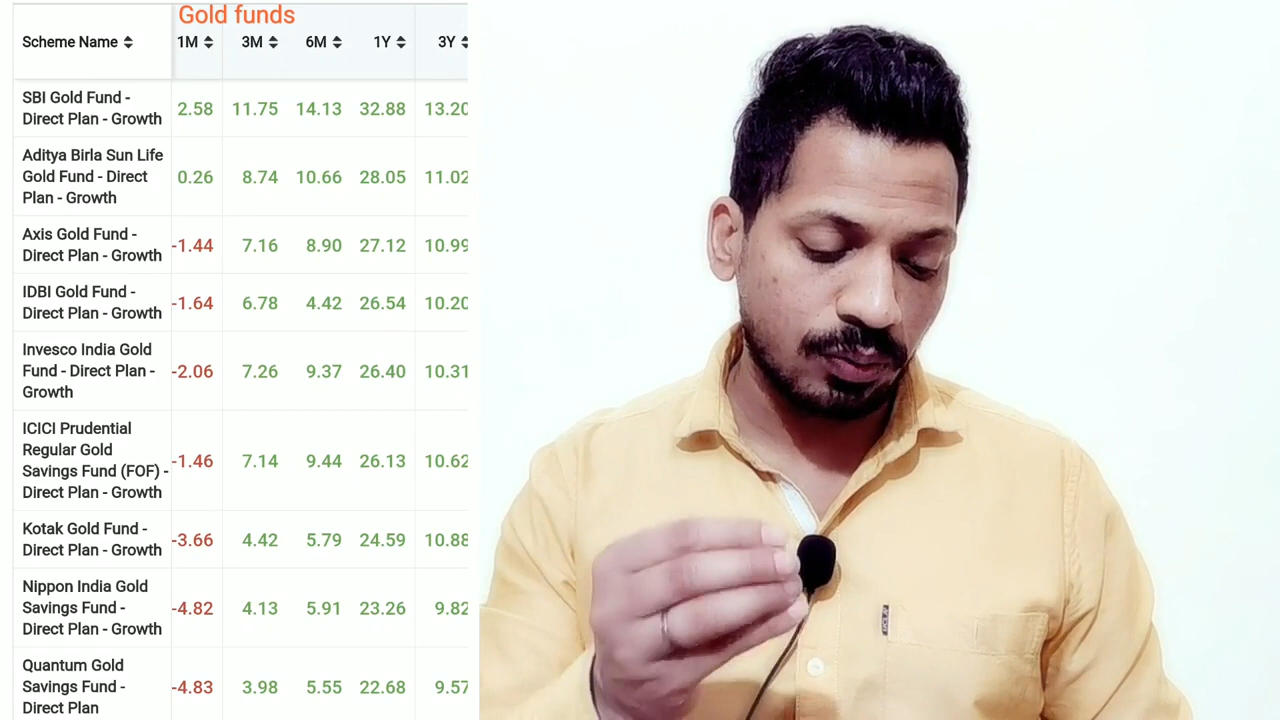 Gold funds
Scheme Name 1M 3M 6M 1Y 3Y
SBI Gold Fund -
Direct Plan - Growth
2.58 11.75 14.13 32.88 13.20
Aditya Birla Sun Life
Gold Fund - Direct
Plan - Growth
0.26 8.74 10.66 28.05 11.02
Axis Gold Fund -
Direct Plan - Growth
-1.44 7.16 8.90 27.12 10.99
IDBI Gold Fund -
Direct Plan - Growth
-1.64 6.78 4.42 26.54 10.20
Invesco India Gold
Fund - Direct Plan -
Growth
-2.06 7.26 9.37 26.40 10.31
ICICI Prudential
Regular Gold
Savings Fund (FOF) -
Direct Plan - Growth
-1.46 7.14 9.44 26.13 10.62
Kotak Gold Fund -
Direct Plan - Growth
-3.66 4.42 5.79 24.59 10.88
Nippon India Gold
Savings Fund -
Direct Plan - Growth
-4.82 4.13 5.91 23.26 9.82
Quantum Gold
Savings Fund -
Direct Plan
-4.83 3.98 5.55 22.68 9.57